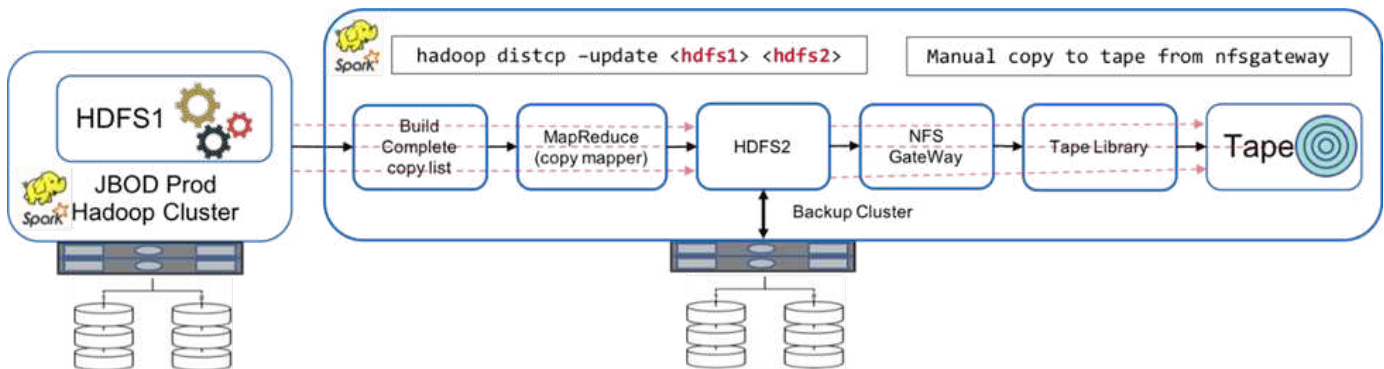 hadoop distcp –update <hdfs1> <hdfs2>
Manual copy to tape from nfsgateway
Spark
HDFS1
JBOD Prod
Hadoop Cluster
Spark
Build
Complete
copy list
MapReduce
(copy mapper)
HDFS2
NFS
GateWay
Tape Library
Tape
Backup Cluster